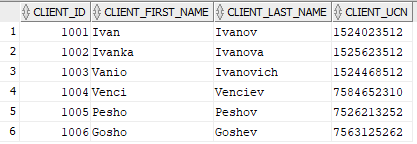 CLIENT_ID CLIENT_FIRST_NAME CLIENT_LAST_NAME CLIENT_UCN
1 1001 Ivan Ivanov 1524023512
2 1002 Ivanka Ivanova 1525623512
3 1003 Vanio Ivanovich 1524468512
4 1004 Venci Venciev 7584652310
5 1005 Pesho Peshov 7526213252
6 1006 Gosho Goshev 7563125262